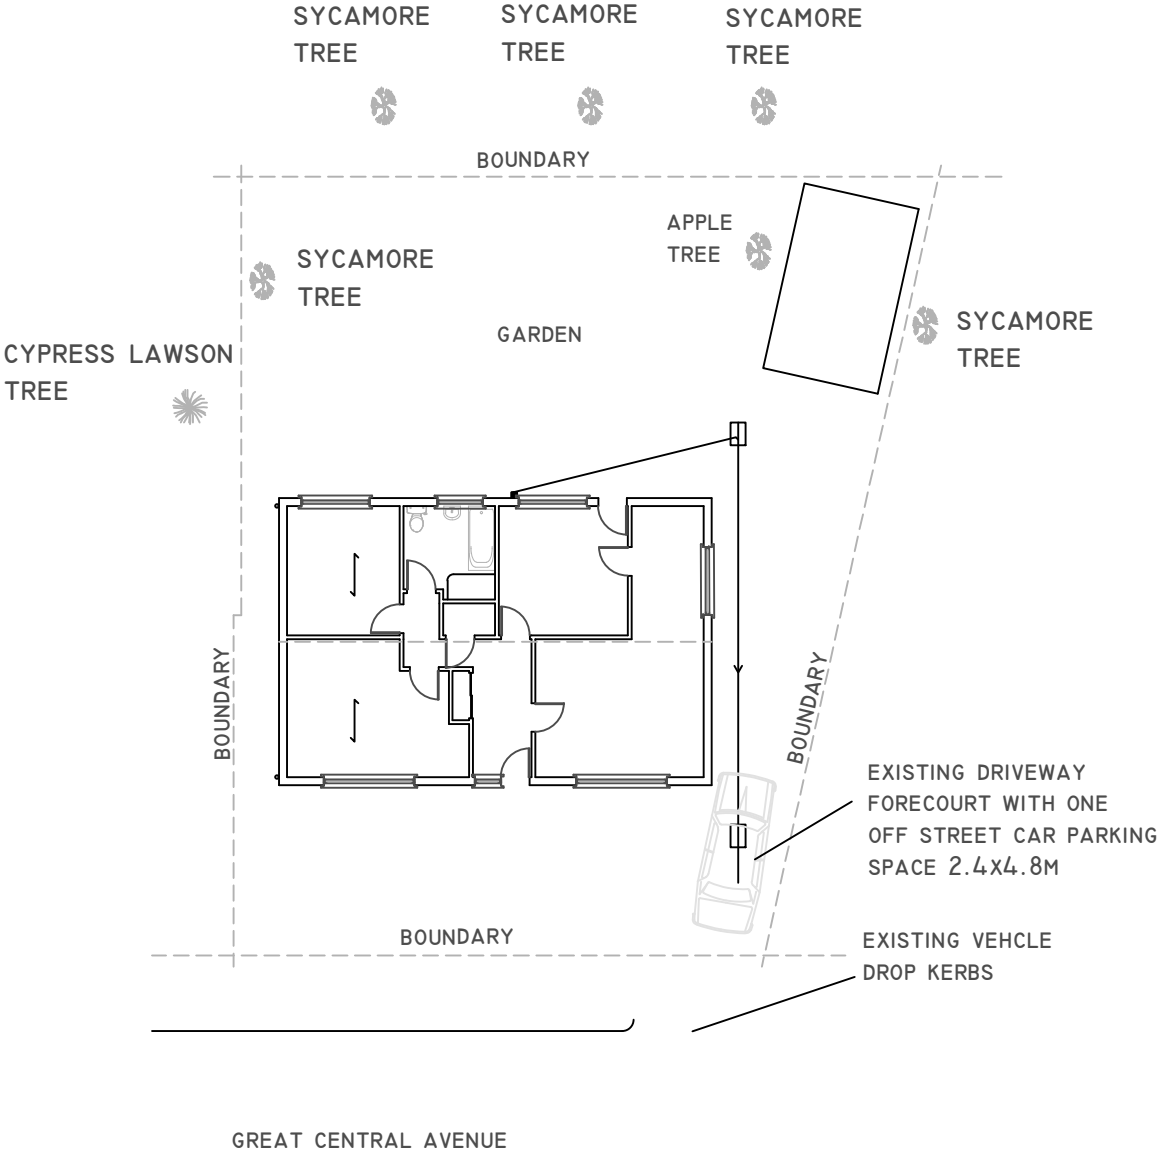 SYCAMORE
TREE
SYCAMORE
TREE
SYCAMORE
TREE
BOUNDARY
APPLE
TREE
SYCAMORE
TREE
GARDEN
SYCAMORE
TREE
CYPRESS LAWSON
TREE
BOUNDARY
BOUNDARY
EXISTING DRIVEWAY
FORECOURT WITH ONE
OFF STREET CAR PARKING
SPACE 2.4X4.8M
BOUNDARY
EXISTING VEHCLE
DROP KERBS
GREAT CENTRAL AVENUE